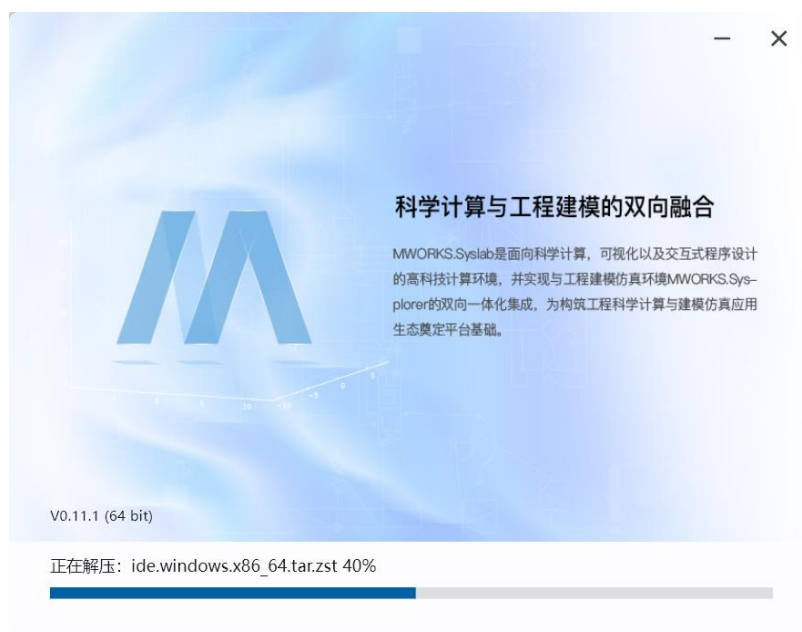 科学计算与工程建模的双向融合
MWORKS.Syslab是面向科学计算，可视化以及交互式程序设计
的高科技计算环境，并实现与工程建模仿真环境MWORKS.Sys-
plorer的双向一体化集成，为构筑工程科学计算与建模仿真应用
生态奠定平台基础。
V0.11.1 (64 bit)
正在解压：ide.windows.x86_64.tar.zst 40%